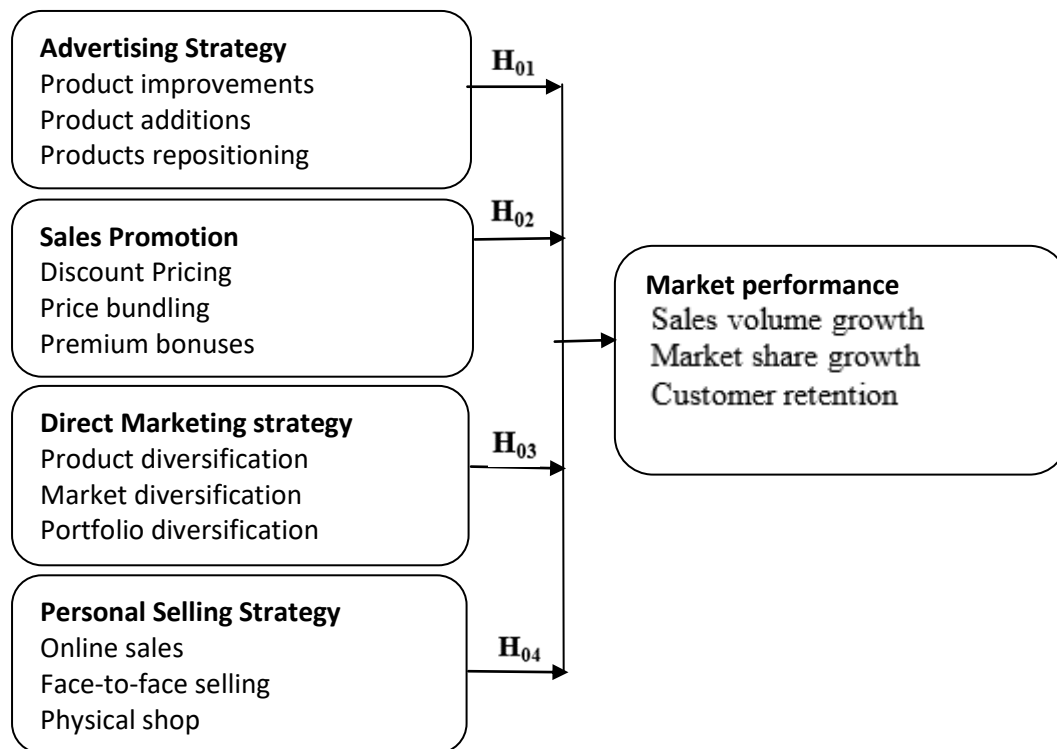 Advertising Strategy
Product improvements
Product additions
Products repositioning
H01
Sales Promotion
Discount Pricing
Price bundling
Premium bonuses
H02
Direct Marketing strategy
Product diversification
Market diversification
Portfolio diversification
H03
Personal Selling Strategy
Online sales
Face-to-face selling
Physical shop
H04
Market performance
Sales volume growth
Market share growth
Customer retention